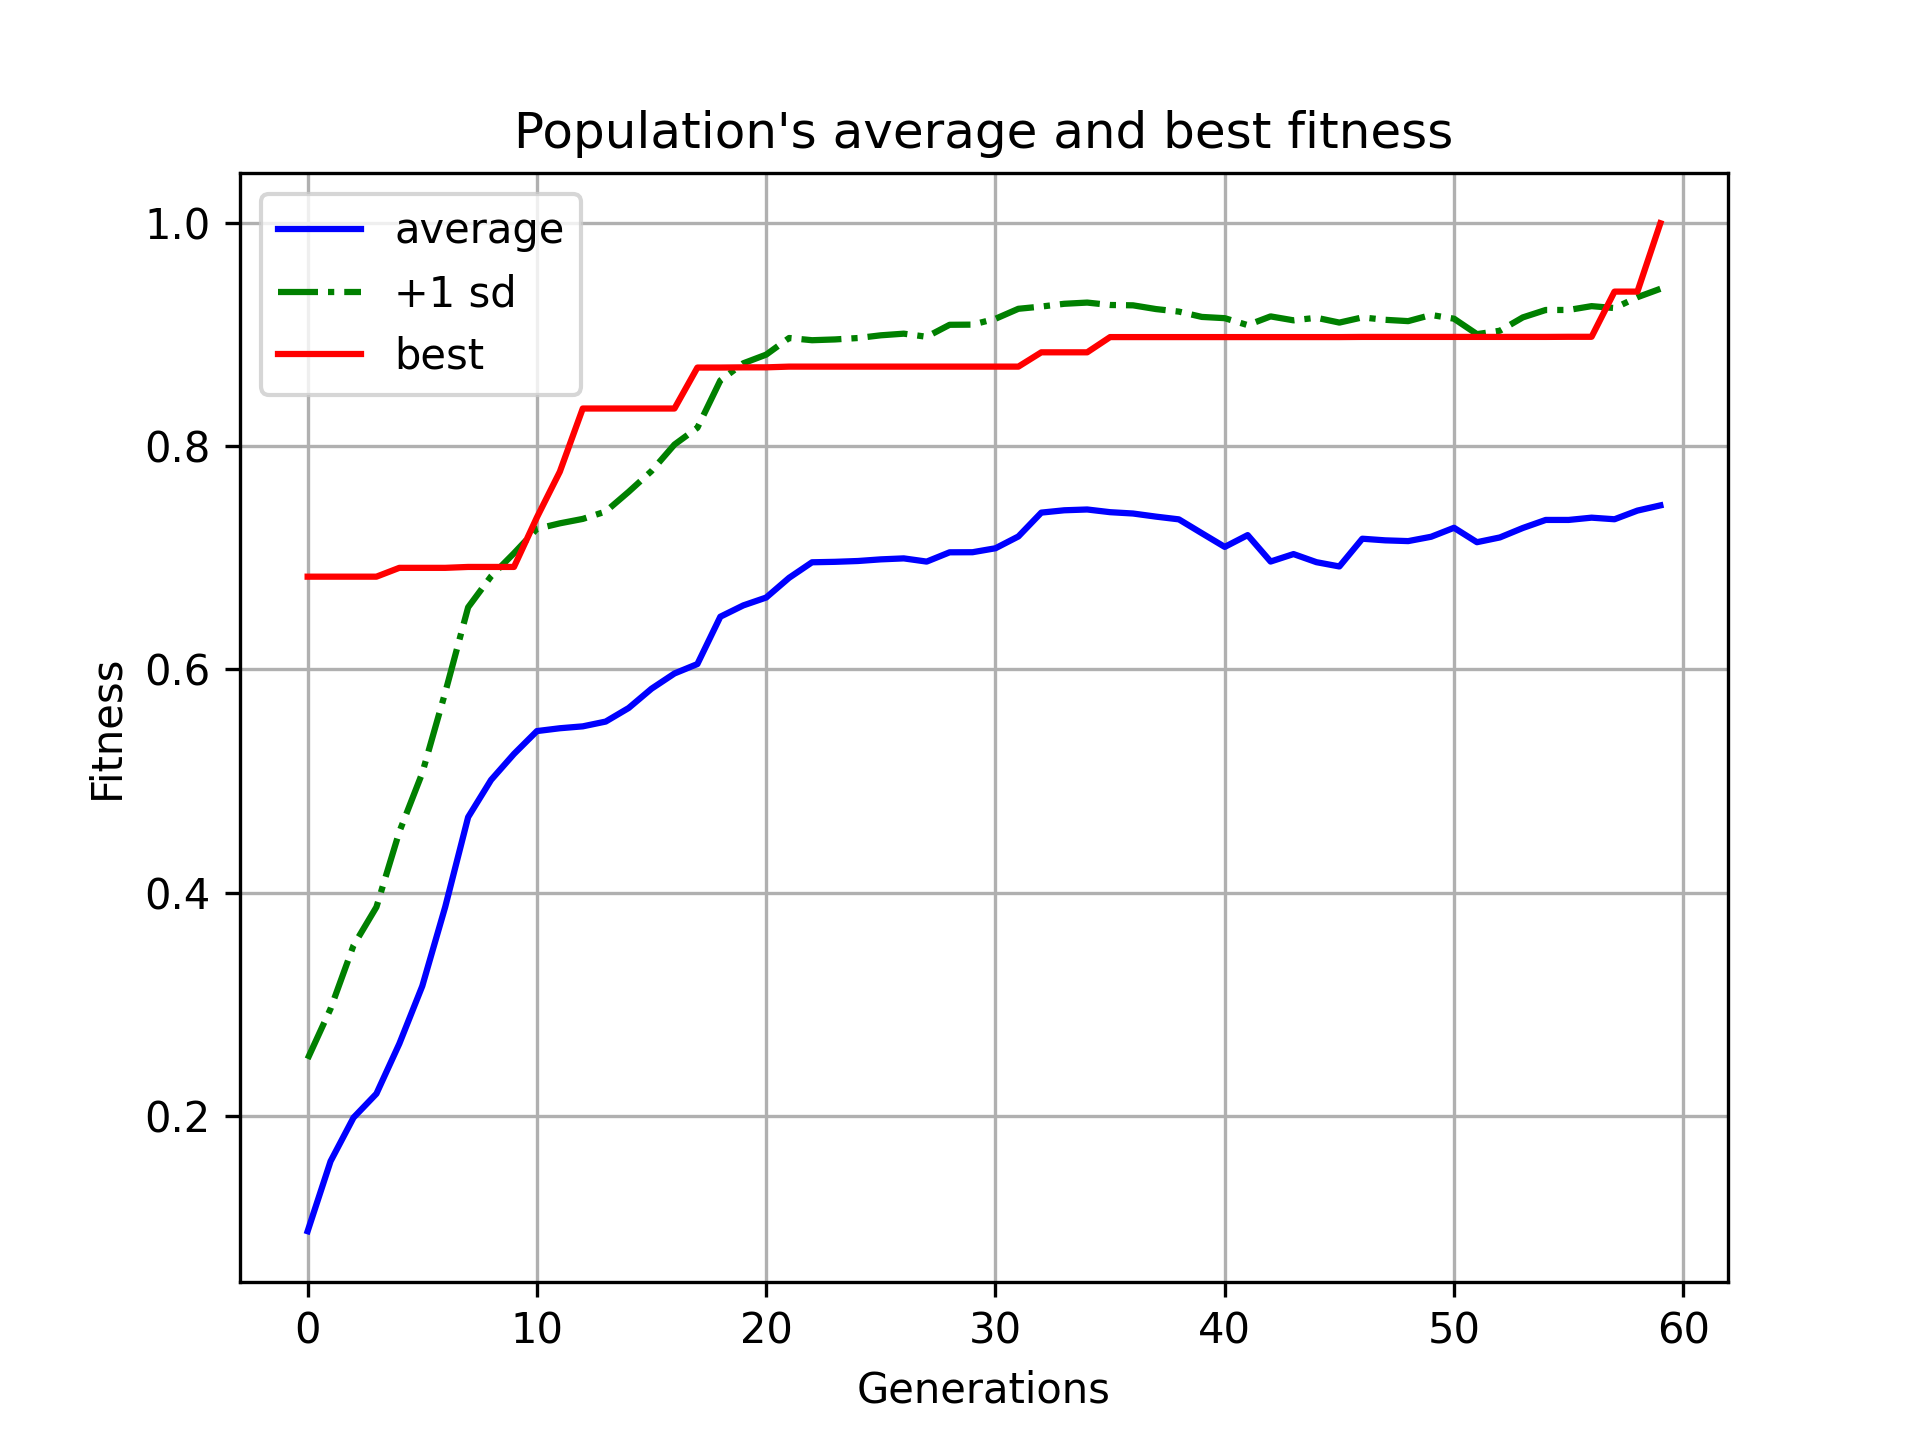 Population's average and best fitness
average
+1 sd
best
1.0
0.8
0.6
0.4
0.2
Fitness
0 10 20 30 40 50 60
Generations